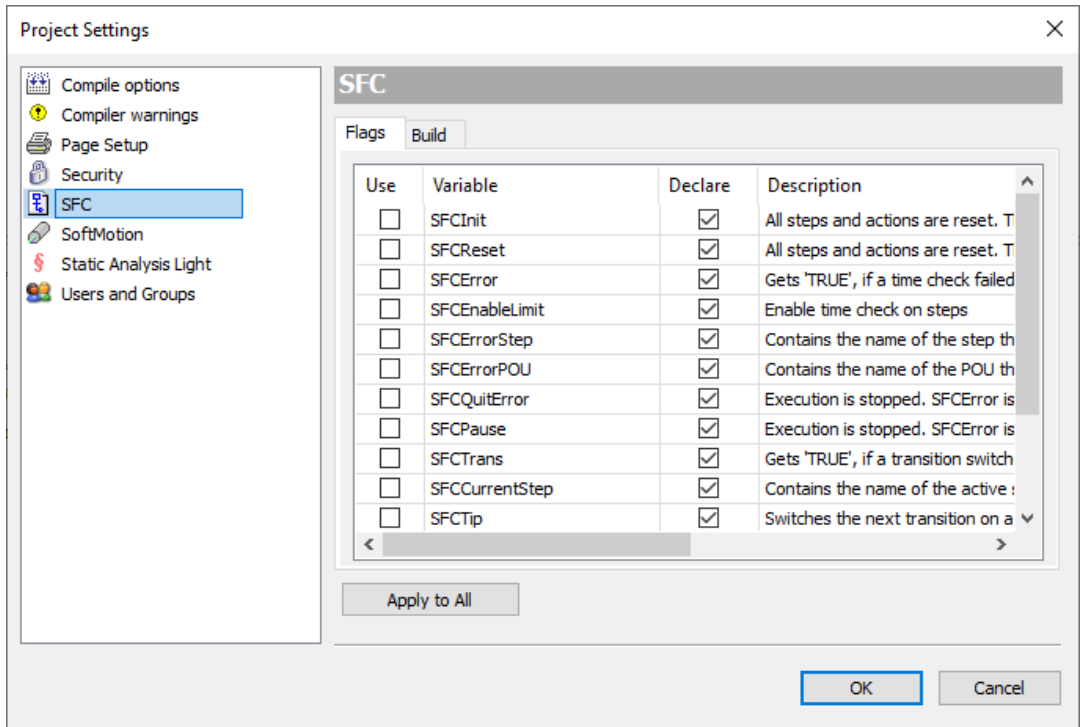 Project Settings
Compile options
Compiler warnings
Page Setup
Security
SFC
SoftMotion
Static Analysis Light
Users and Groups
SFC
Flags Build
Use Variable Declare Description
SFCInit All steps and actions are reset. T
SFCReset All steps and actions are reset. T
SFCError Gets 'TRUE', if a time check failed
SFCEnableLimit Enable time check on steps
SFCErrorStep Contains the name of the step th
SFCErrorPOU Contains the name of the POU th
SFCQuitError Execution is stopped. SFCError is
SFCPause Execution is stopped. SFCError is
SFCTrans Gets 'TRUE', if a transition switch
SFCCurrentStep Contains the name of the active
SFCTip Switches the next transition on a
Apply to All
OK Cancel